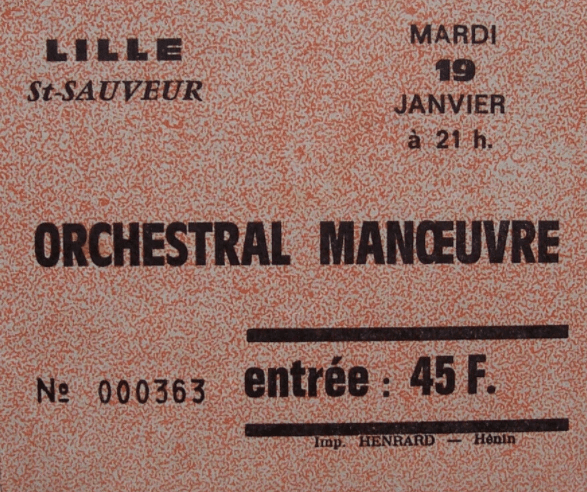 LILLE
St-SAUVEUR
MARDI
19
JANVIER
à 21 h.
ORCHESTRAL MANŒUVRE
Nº 000363
entrée : 45 F.
Imp. HENRARD — Hénin